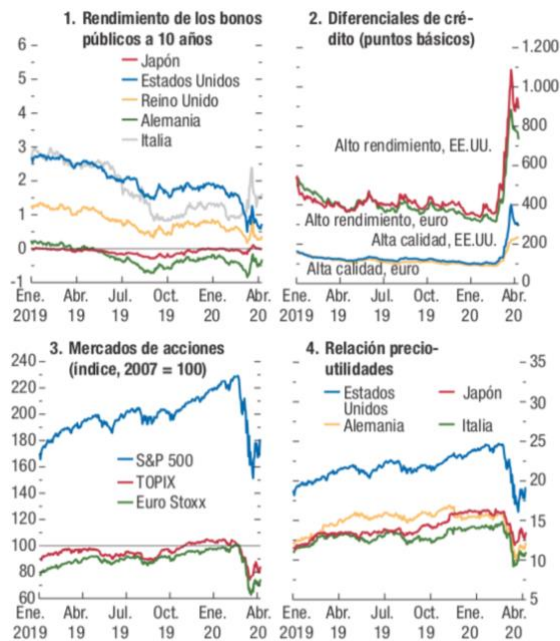 1. Rendimiento de los bonos
públicos a 10 años
6
5
4
3
2
1
0
-1
Japón
Estados Unidos
Reino Unido
Alemania
Italia
Ene.
2019
Abr.
19
Jul.
19
Oct.
19
Ene.
20
Abr.
20
2. Diferenciales de cré-
dito (puntos básicos)
1.200
1.000
800
600
400
200
0
Alto rendimiento, EE.UU.
Alto rendimiento, euro
Alta calidad, EE.UU.
Alta calidad, euro
Ene.
2019
Abr.
19
Jul.
19
Oct.
19
Ene.
20
Abr.
20
3. Mercados de acciones
(índice, 2007 = 100)
240
220
200
180
160
140
120
100
80
60
S&P 500
TOPIX
Euro Stoxx
Ene.
2019
Abr.
19
Jul.
19
Oct.
19
Ene.
20
Abr.
20
4. Relación precio-
utilidades
35
30
25
20
15
10
5
Estados
Unidos
Japón
Alemania
Italia
Ene.
2019
Abr.
19
Jul.
19
Oct.
19
Ene.
20
Abr.
20